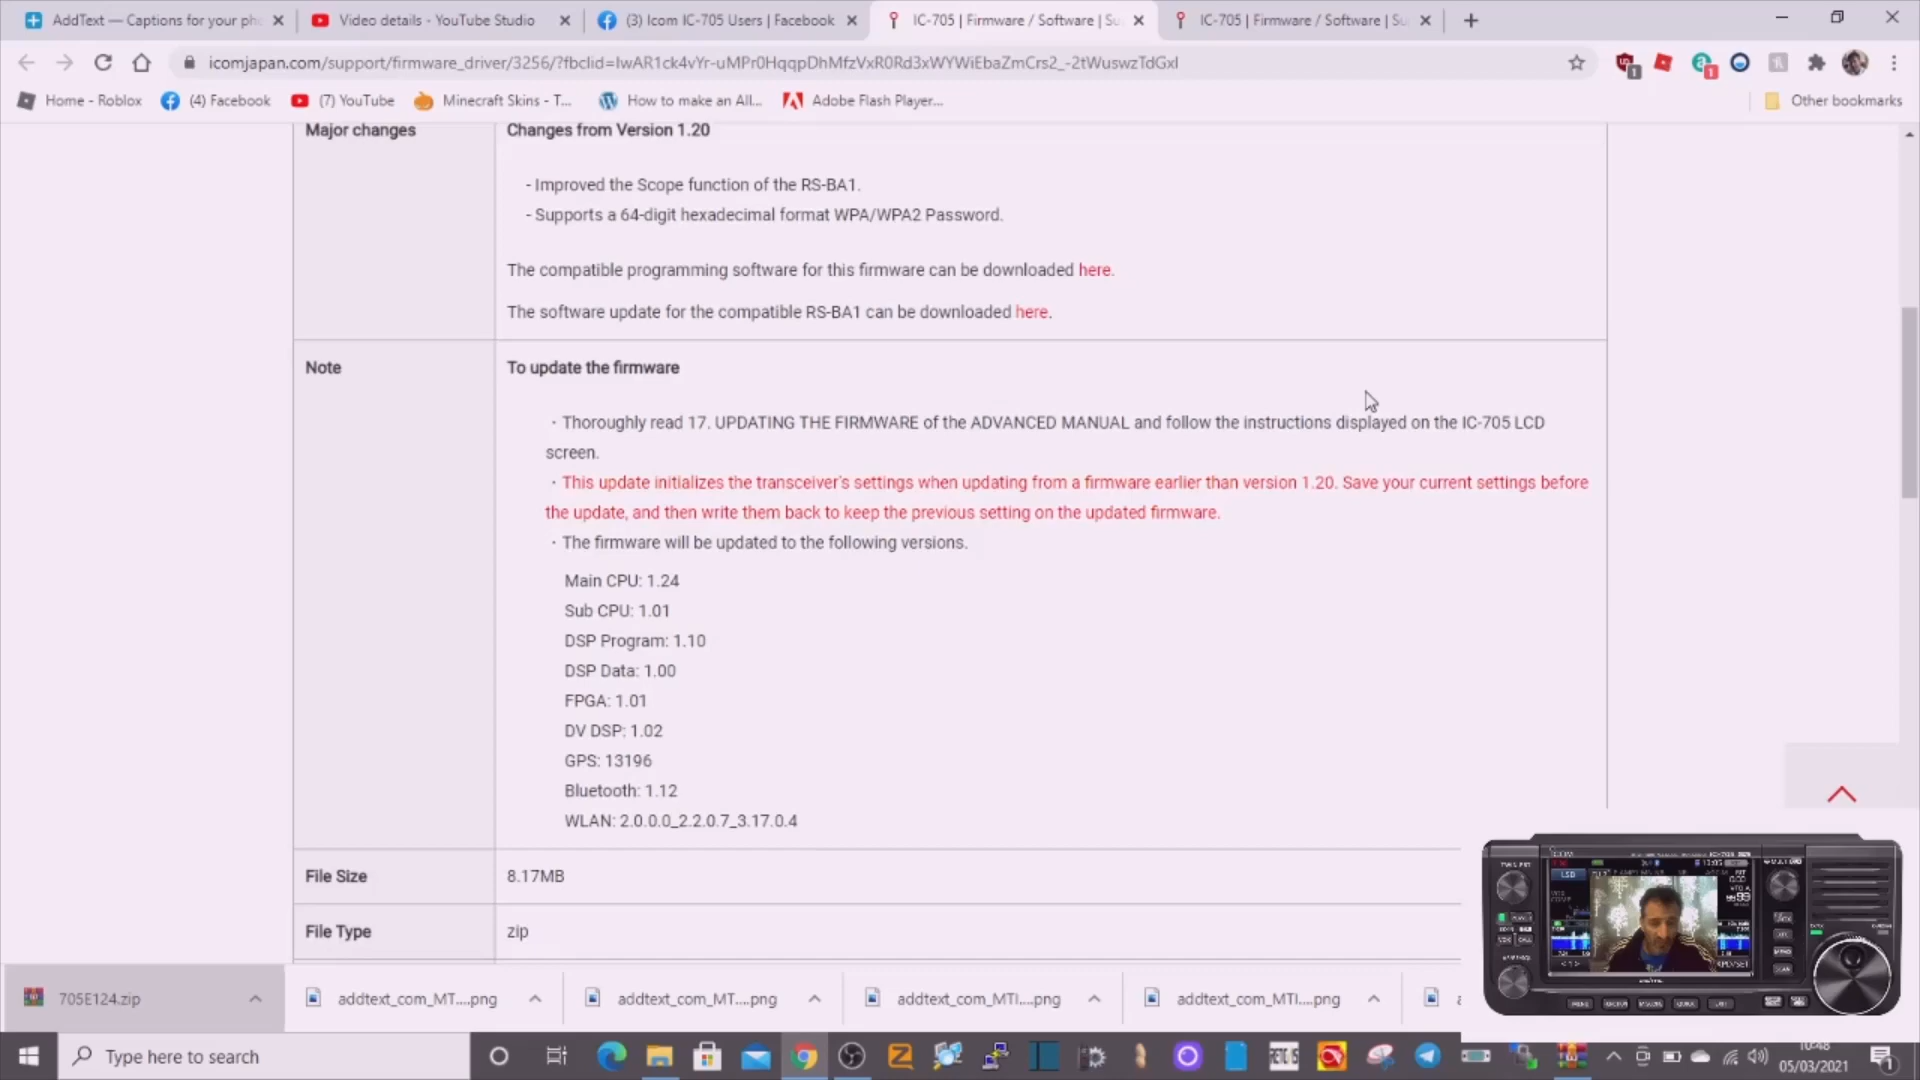 AddText — Captions for your ph
Video details - YouTube Studio
(3) Icom IC-705 Users | Facebook
IC-705 | Firmware / Software | Su
IC-705 | Firmware / Software | Su
icomjapan.com/support/firmware_driver/3256/?fbclid=IwAR1ck4vYr-uMPr0HqqpDhMfzVxR0Rd3xWYWiEbaZmCrs2_-2tWuswzTdGxI
Home - Roblox
(4) Facebook
(7) YouTube
Minecraft Skins - T...
How to make an All...
Adobe Flash Player...
Other bookmarks
Major changes
Changes from Version 1.20
- Improved the Scope function of the RS-BA1.
- Supports a 64-digit hexadecimal format WPA/WPA2 Password.
The compatible programming software for this firmware can be downloaded here.
The software update for the compatible RS-BA1 can be downloaded here.
Note
To update the firmware
・Thoroughly read 17. UPDATING THE FIRMWARE of the ADVANCED MANUAL and follow the instructions displayed on the IC-705 LCD
screen.
・This update initializes the transceiver's settings when updating from a firmware earlier than version 1.20. Save your current settings before
the update, and then write them back to keep the previous setting on the updated firmware.
・The firmware will be updated to the following versions.
Main CPU: 1.24
Sub CPU: 1.01
DSP Program: 1.10
DSP Data: 1.00
FPGA: 1.01
DV DSP: 1.02
GPS: 13196
Bluetooth: 1.12
WLAN: 2.0.0.0_2.2.0.7_3.17.0.4
File Size
8.17MB
File Type
zip
705E124.zip
addtext_com_MT....png
addtext_com_MT....png
addtext_com_MTI....png
addtext_com_MTI....png
Type here to search
10:48
05/03/2021